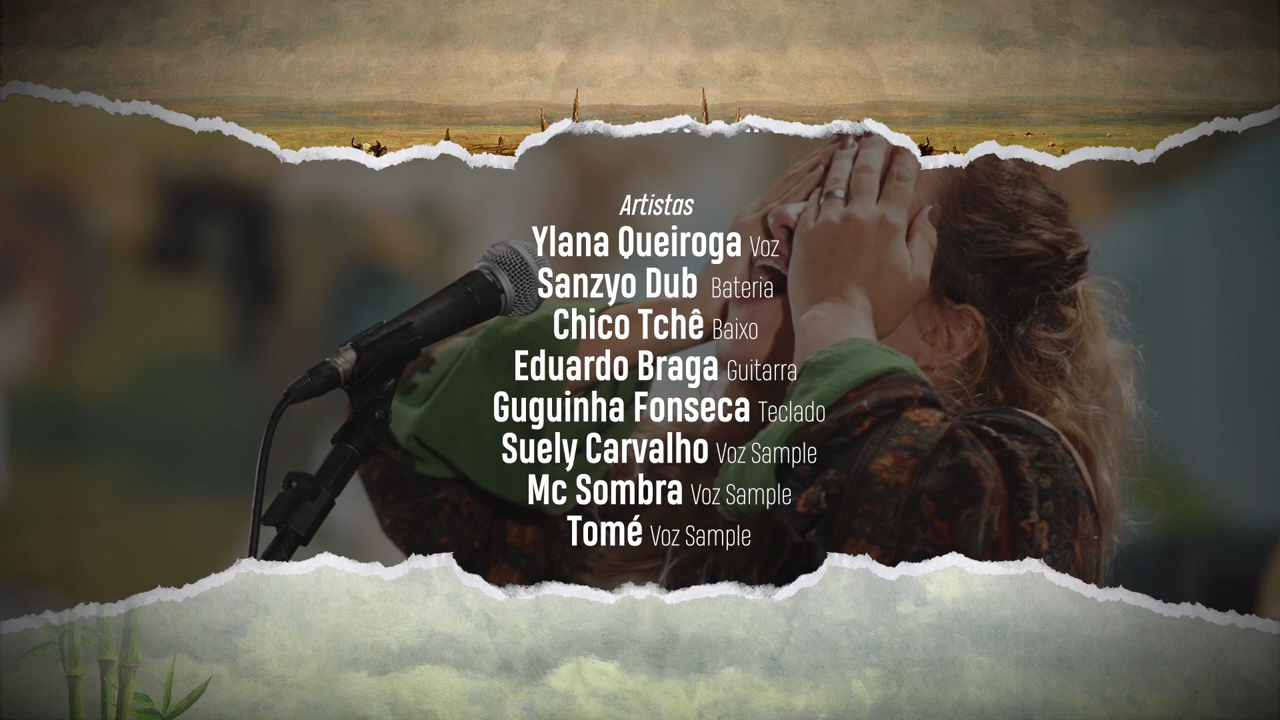 Artistas
Ylana Queiroga Voz
Sanzyo Dub Bateria
Chico Tchê Baixo
Eduardo Braga Guitarra
Guguinha Fonseca Teclado
Suely Carvalho Voz Sample
Mc Sombra Voz Sample
Tomé Voz Sample